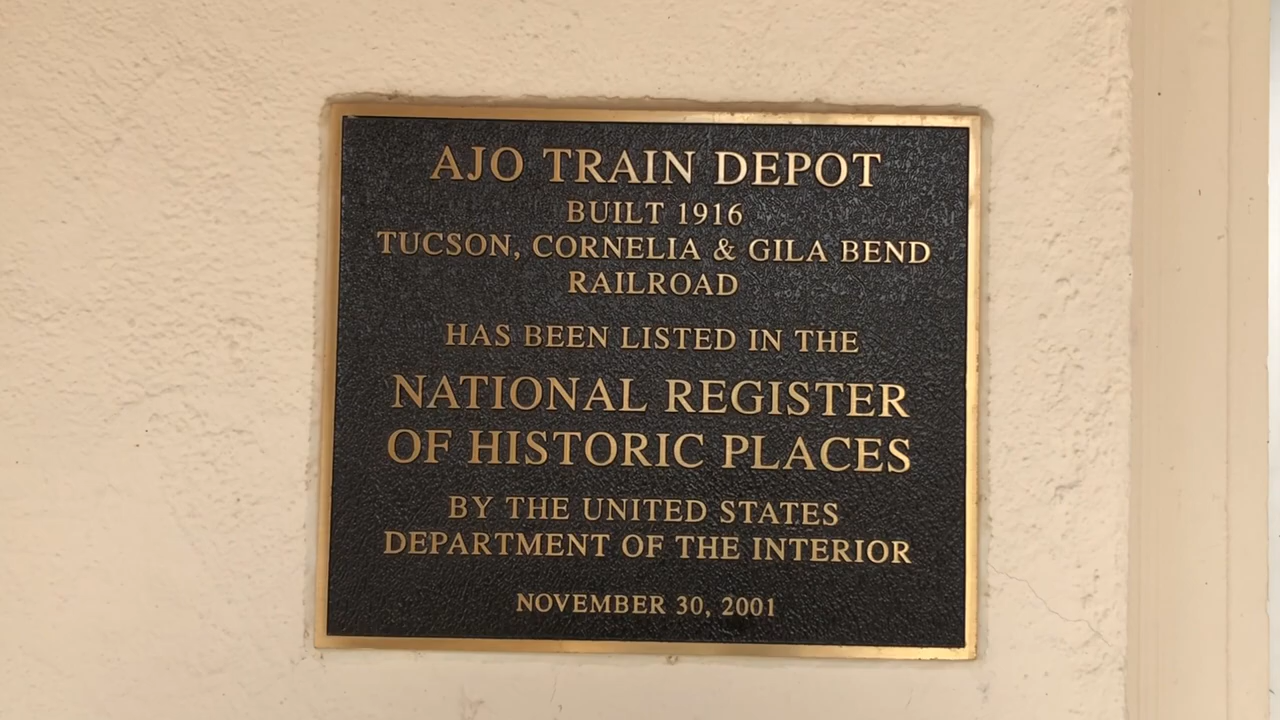 AJO TRAIN DEPOT
BUILT 1916
TUCSON, CORNELIA & GILA BEND
RAILROAD
HAS BEEN LISTED IN THE
NATIONAL REGISTER
OF HISTORIC PLACES
BY THE UNITED STATES
DEPARTMENT OF THE INTERIOR
NOVEMBER 30, 2001